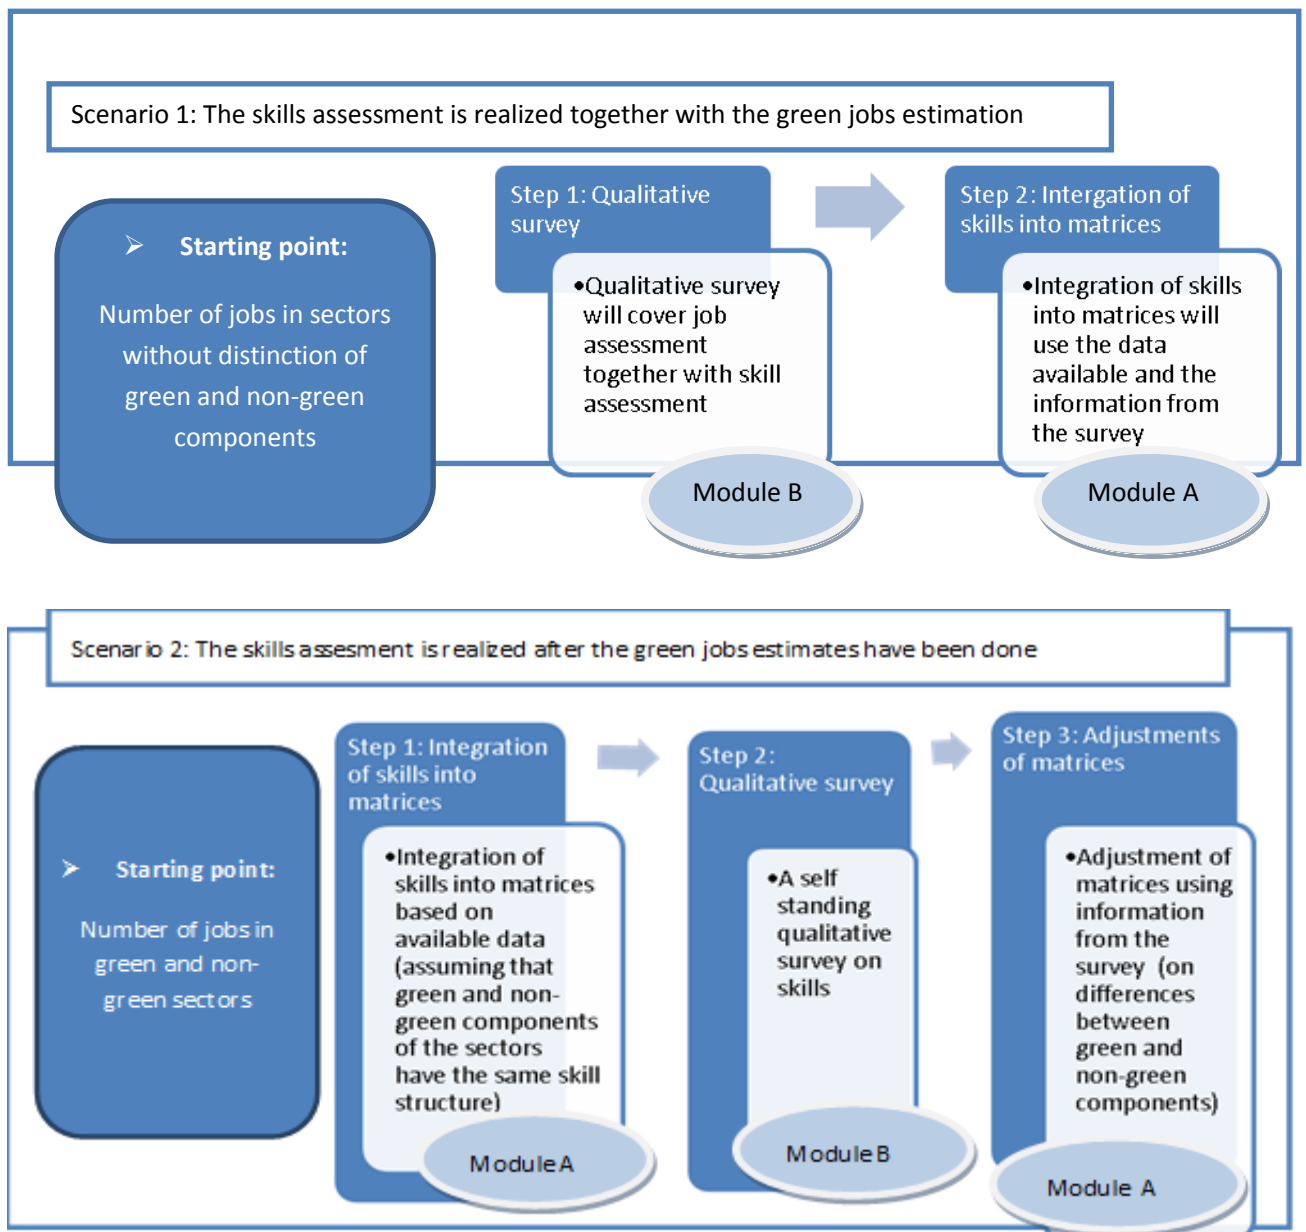 Scenario 1: The skills assessment is realized together with the green jobs estimation
➢ Starting point:
Number of jobs in sectors
without distinction of
green and non-green
components
Step 1: Qualitative
survey
•Qualitative survey
will cover job
assessment
together with skill
assessment
Module B
Step 2: Intergation of
skills into matrices
•Integration of skills
into matrices will
use the data
available and the
information from
the survey
Module A
Scenario 2: The skills assesment is realized after the green jobs estimates have been done
➢ Starting point:
Number of jobs in
green and non-
green sectors
Step 1: Integration
of skills into
matrices
•Integration of
skills into matrices
based on
available data
(assuming that
green and non-
green components
of the sectors
have the same skill
structure)
Module A
Step 2:
Qualitative survey
•A self
standing
qualitative
survey on
skills
Module B
Step 3: Adjustments
of matrices
•Adjustment of
matrices using
information
from the
survey (on
differences
between
green and
non-green
components)
Module A